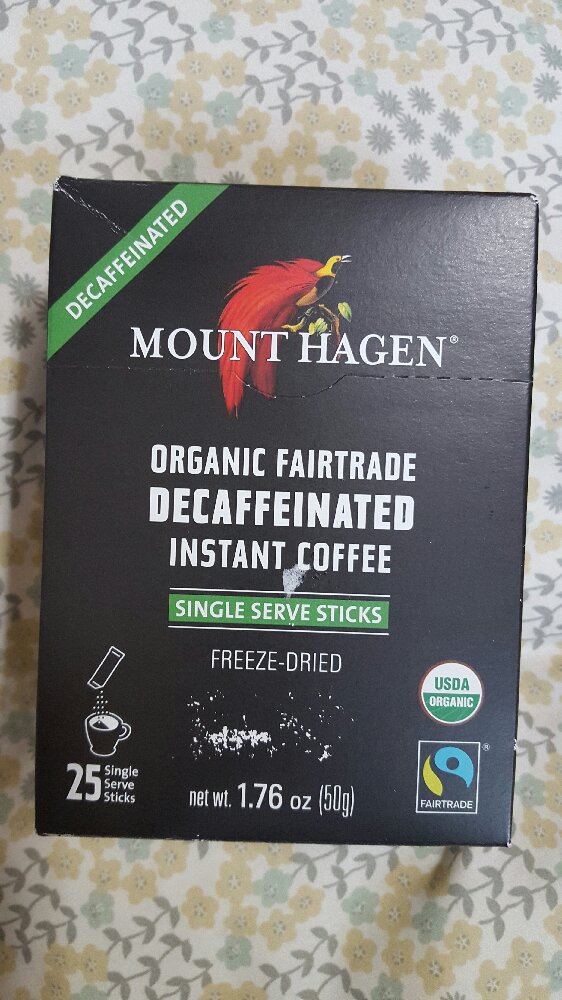 DECAFFEINATED
MOUNT HAGEN®
ORGANIC FAIRTRADE
DECAFFEINATED
INSTANT COFFEE
SINGLE SERVE STICKS
FREEZE-DRIED
USDA
ORGANIC
25 Single
Serve
Sticks
net wt. 1.76 oz (50g)
®
FAIRTRADE